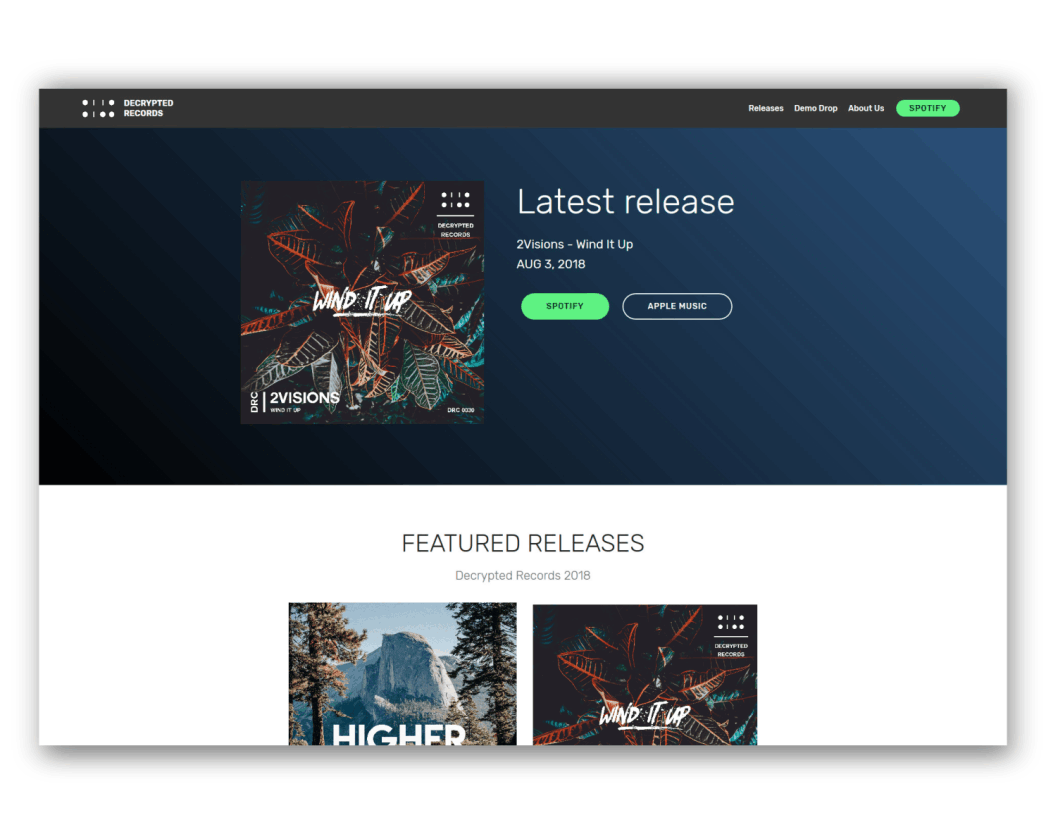 DECRYPTED
RECORDS
Releases Demo Drop About Us SPOTIFY
DECRYPTED
RECORDS
WIND IT UP
DRC
2VISIONS
WIND IT UP
DRC 0039
Latest release
2Visions - Wind It Up
AUG 3, 2018
SPOTIFY APPLE MUSIC
FEATURED RELEASES
Decrypted Records 2018
HIGHER
DECRYPTED
RECORDS
WIND IT UP